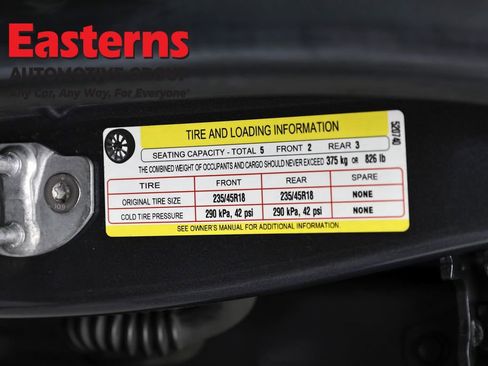 Easterns
AUTOMOTIVE GROUP
Any Car, Any Way, For Everyone
TIRE AND LOADING INFORMATION
SEATING CAPACITY - TOTAL 5 FRONT 2 REAR 3
THE COMBINED WEIGHT OF OCCUPANTS AND CARGO SHOULD NEVER EXCEED 375 kg OR 826 lb
TIRE FRONT REAR SPARE
ORIGINAL TIRE SIZE 235/45R18 235/45R18 NONE
COLD TIRE PRESSURE 290 kPa, 42 psi 290 kPa, 42 psi NONE
SEE OWNER'S MANUAL FOR ADDITIONAL INFORMATION